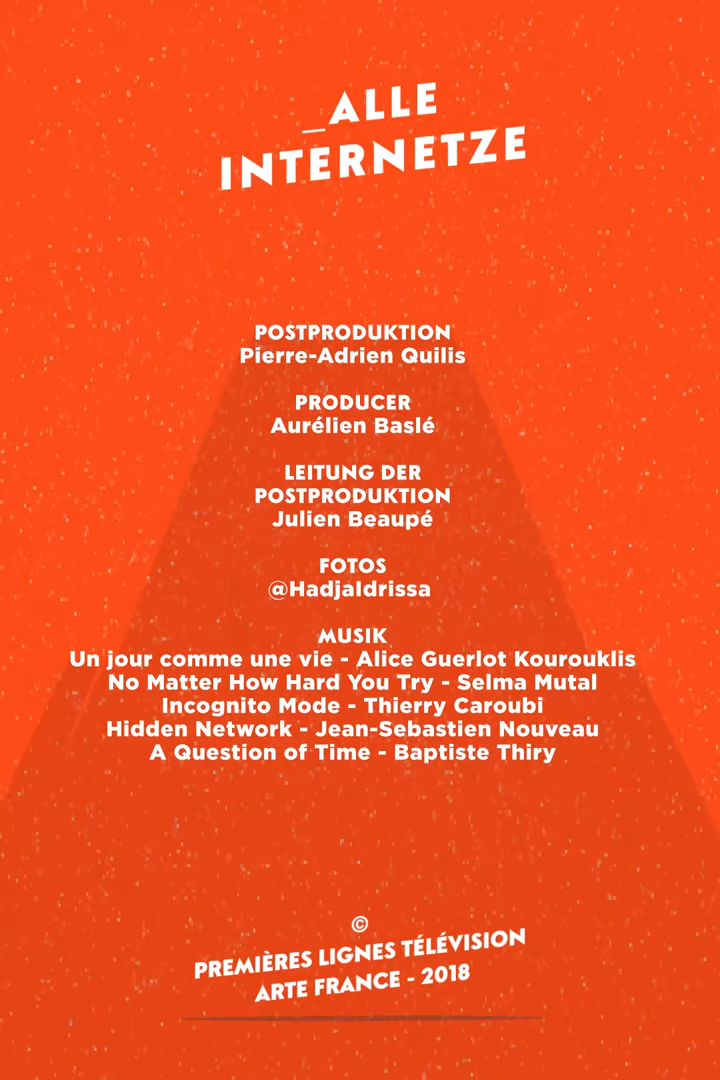 _ALLE
INTERNETZE
POSTPRODUKTION
Pierre-Adrien Quilis
PRODUCER
Aurélien Baslé
LEITUNG DER
POSTPRODUKTION
Julien Beaupé
FOTOS
@HadjaIdrissa
MUSIK
Un jour comme une vie - Alice Guerlot Kourouklis
No Matter How Hard You Try - Selma Mutal
Incognito Mode - Thierry Caroubi
Hidden Network - Jean-Sebastien Nouveau
A Question of Time - Baptiste Thiry
©
PREMIÈRES LIGNES TÉLÉVISION
ARTE FRANCE - 2018